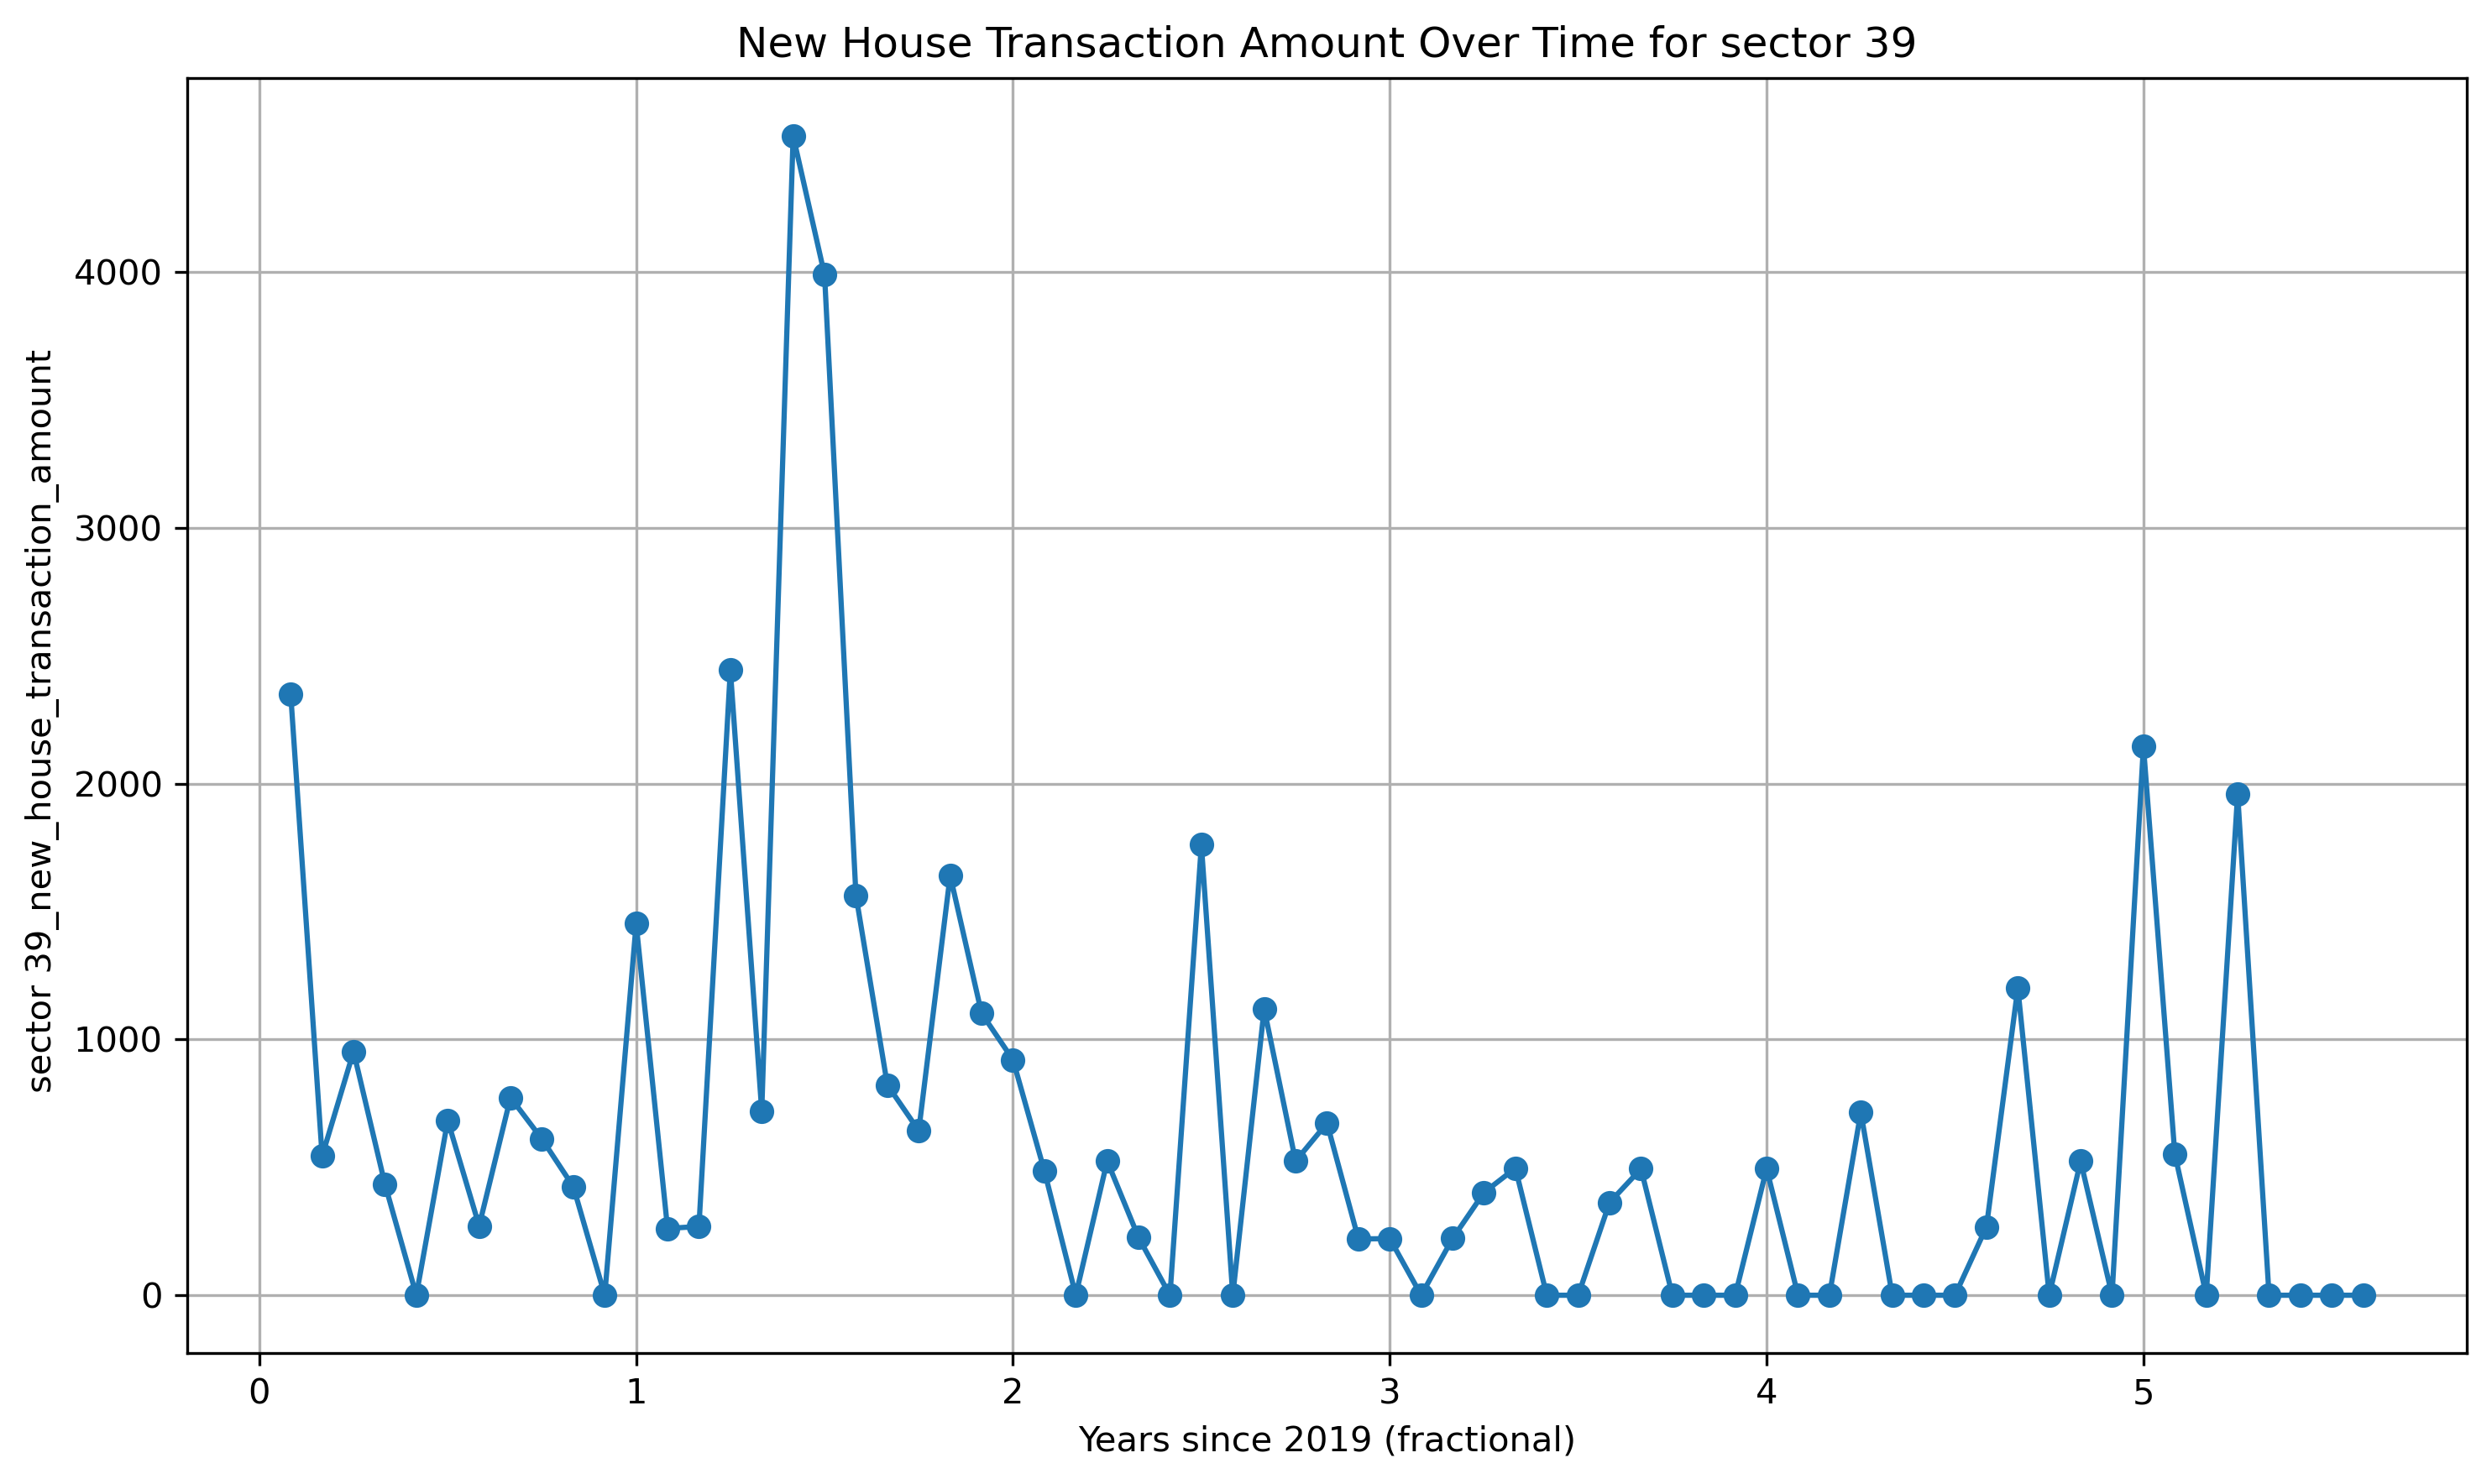 New House Transaction Amount Over Time for sector 39
sector 39_new_house_transaction_amount
4000
3000
2000
1000
0
0 1 2 3 4 5
Years since 2019 (fractional)